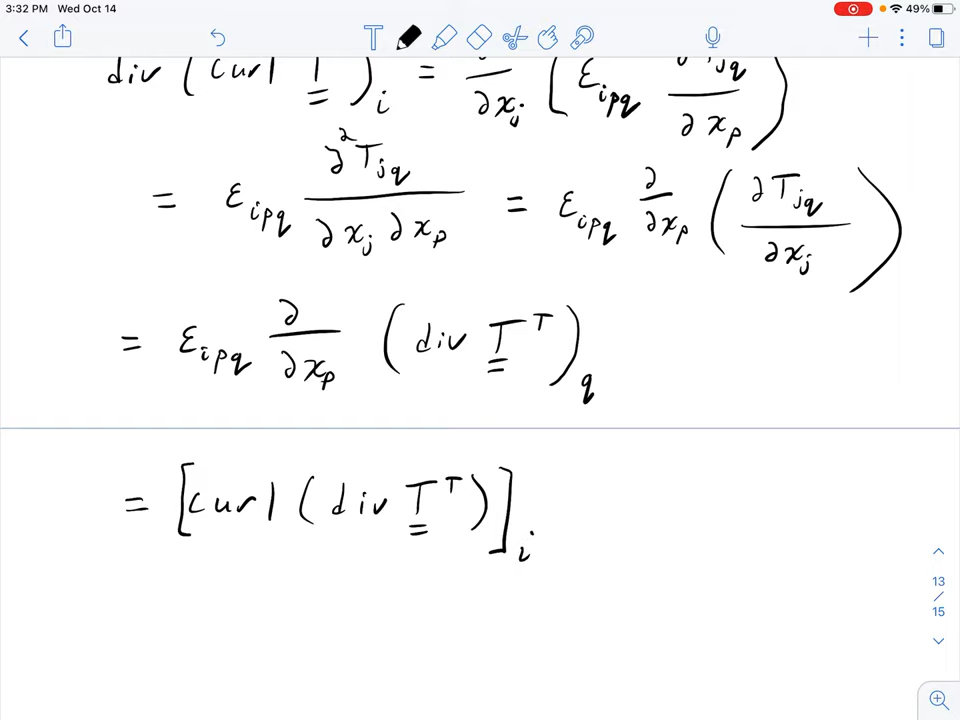 3:32 PM Wed Oct 14 49%
T
div ( curl T )_i = ∂/∂x_j ( ε_ipq ∂T_jq/∂x_p )
= ε_ipq ∂²T_jq/∂x_j ∂x_p = ε_ipq ∂/∂x_p ( ∂T_jq/∂x_j )
= ε_ipq ∂/∂x_p ( div T^T )_q
= [ curl ( div T^T ) ]_i
13
/
15